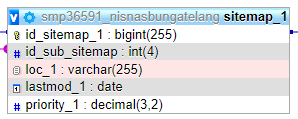 smp36591_nisnasbungatelang sitemap_1
id_sitemap_1 : bigint(255)
# id_sub_sitemap : int(4)
loc_1 : varchar(255)
lastmod_1 : date
# priority_1 : decimal(3,2)